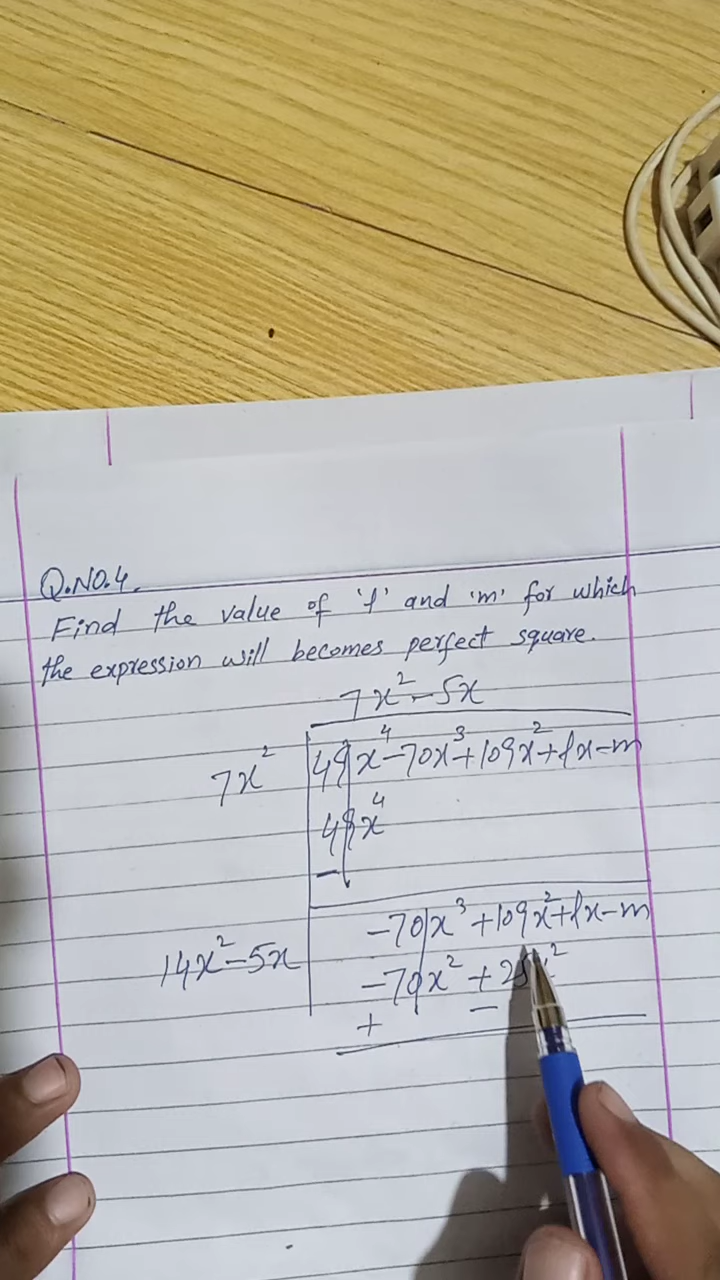 Q.NO.4.
Find the value of 'l' and 'm' for which
the expression will becomes perfect square.
7x² - 5x
7x² 49x⁴ - 70x³ + 109x² + lx - m
49x⁴
-
-70x³ + 109x² + lx - m
14x² - 5x -70x² + 25x²
+ -